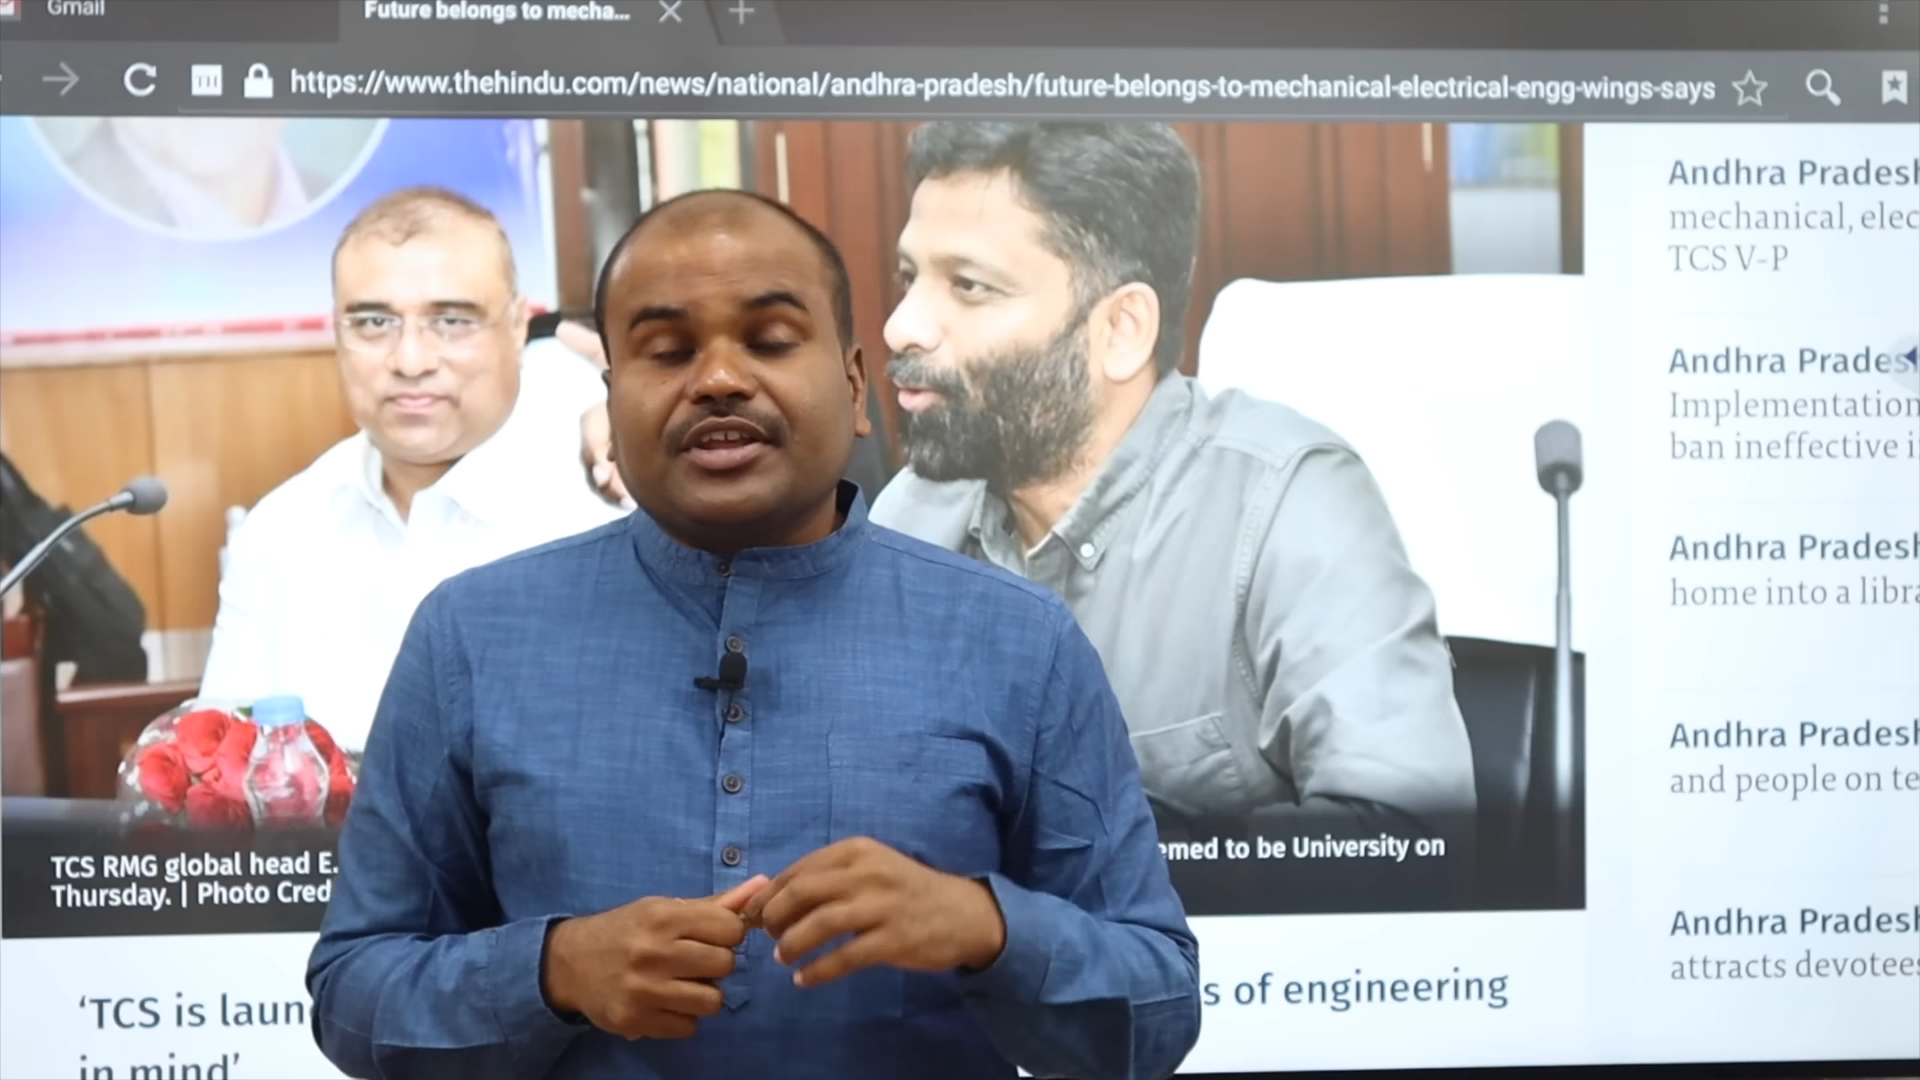 Gmail
Future belongs to mecha...
https://www.thehindu.com/news/national/andhra-pradesh/future-belongs-to-mechanical-electrical-engg-wings-says
Andhra Pradesh
mechanical, elec
TCS V-P
Andhra Prades
Implementation
ban ineffective i
Andhra Pradesh
home into a libra
Andhra Pradesh
and people on te
Andhra Pradesh
attracts devotees
TCS RMG global head E.
emed to be University on
Thursday. | Photo Cred
‘TCS is laun
s of engineering
in mind’